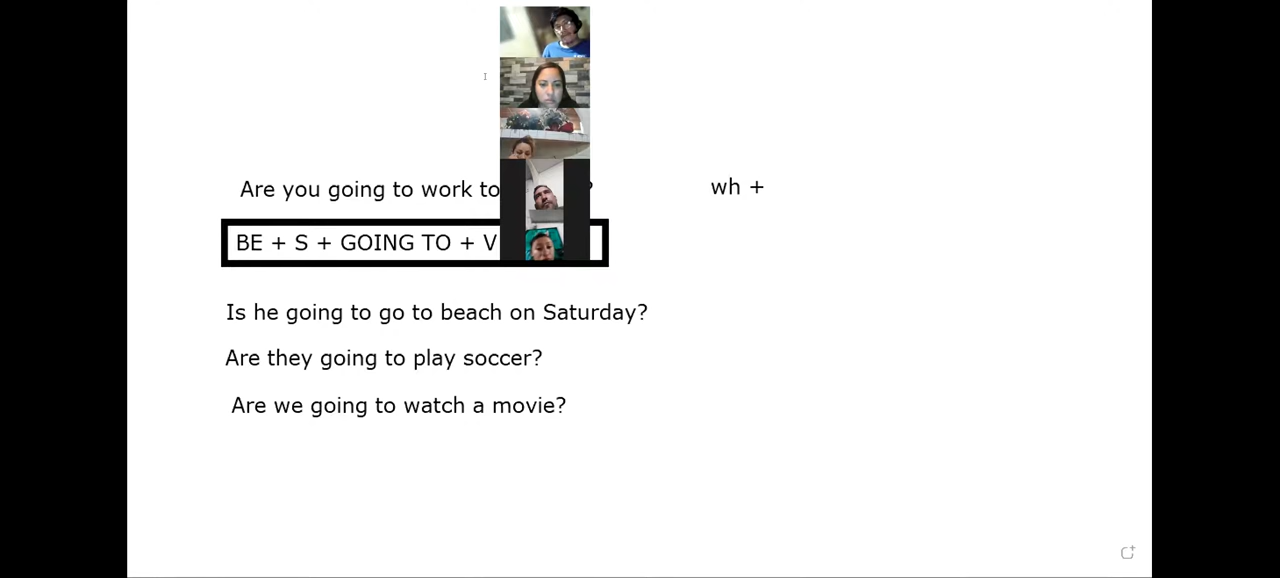 Are you going to work to ?
wh +
BE + S + GOING TO + V
Is he going to go to beach on Saturday?
Are they going to play soccer?
Are we going to watch a movie?